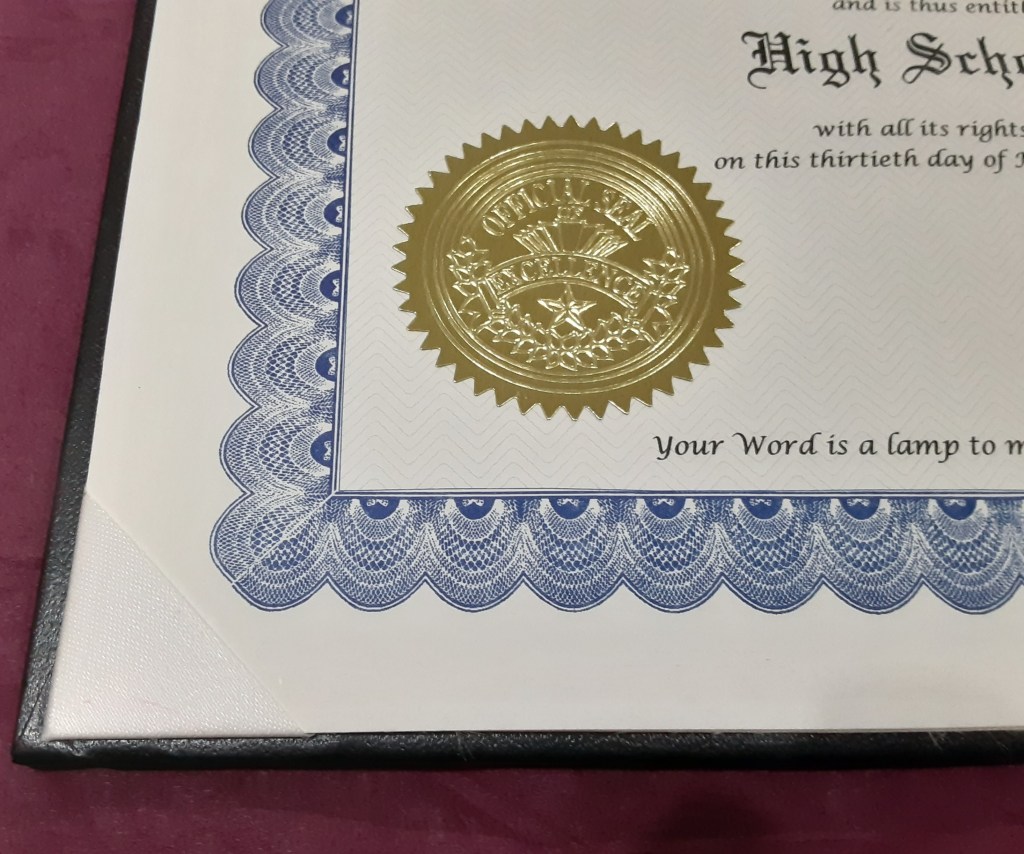 and is thus entitl
High Scho
with all its rights
on this thirtieth day of
OFFICIAL SEAL
OF
EXCELLENCE
Your Word is a lamp to m